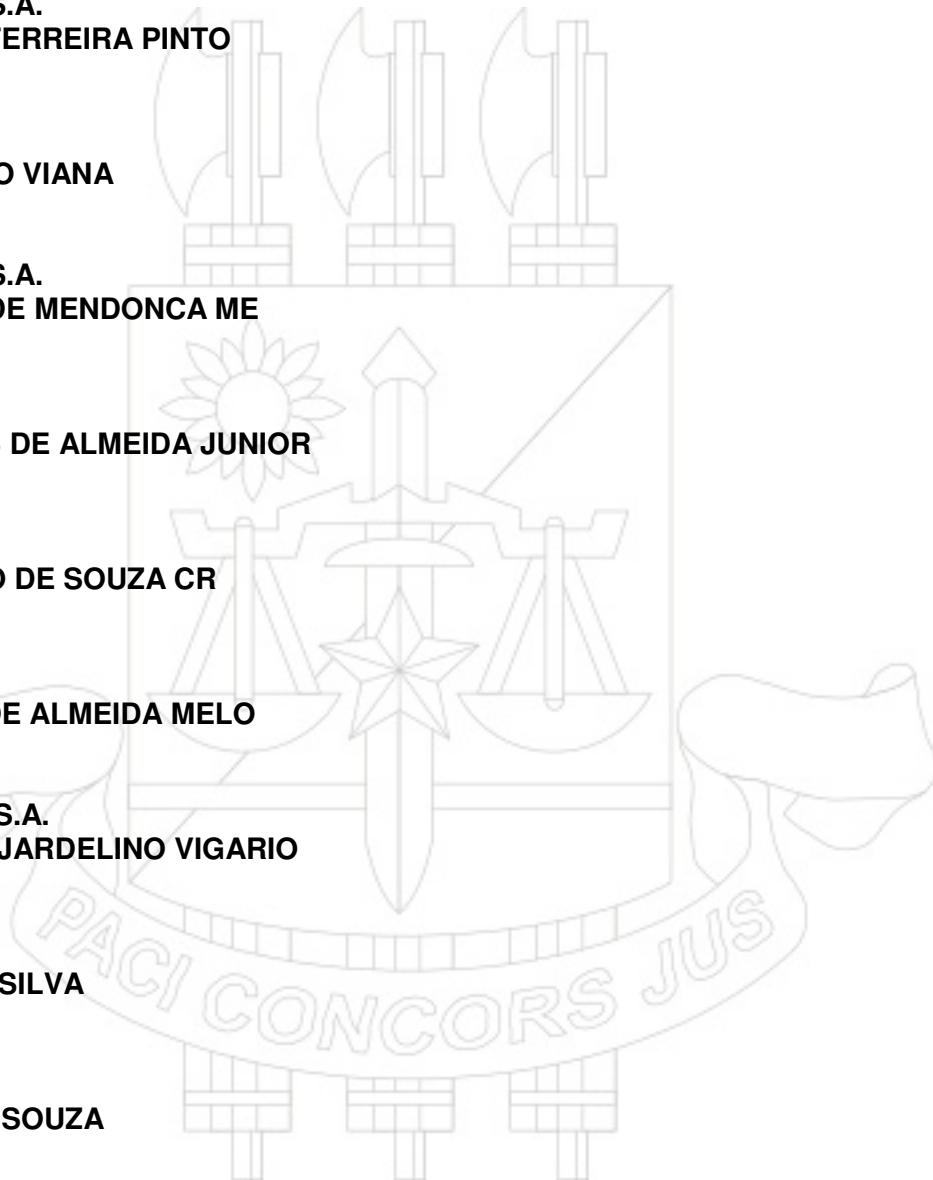 S.A.
FERREIRA PINTO
O VIANA
S.A.
DE MENDONCA ME
DE ALMEIDA JUNIOR
O DE SOUZA CR
DE ALMEIDA MELO
S.A.
JARDELINO VIGARIO
SILVA
PACI CONCORS JUS
SOUZA